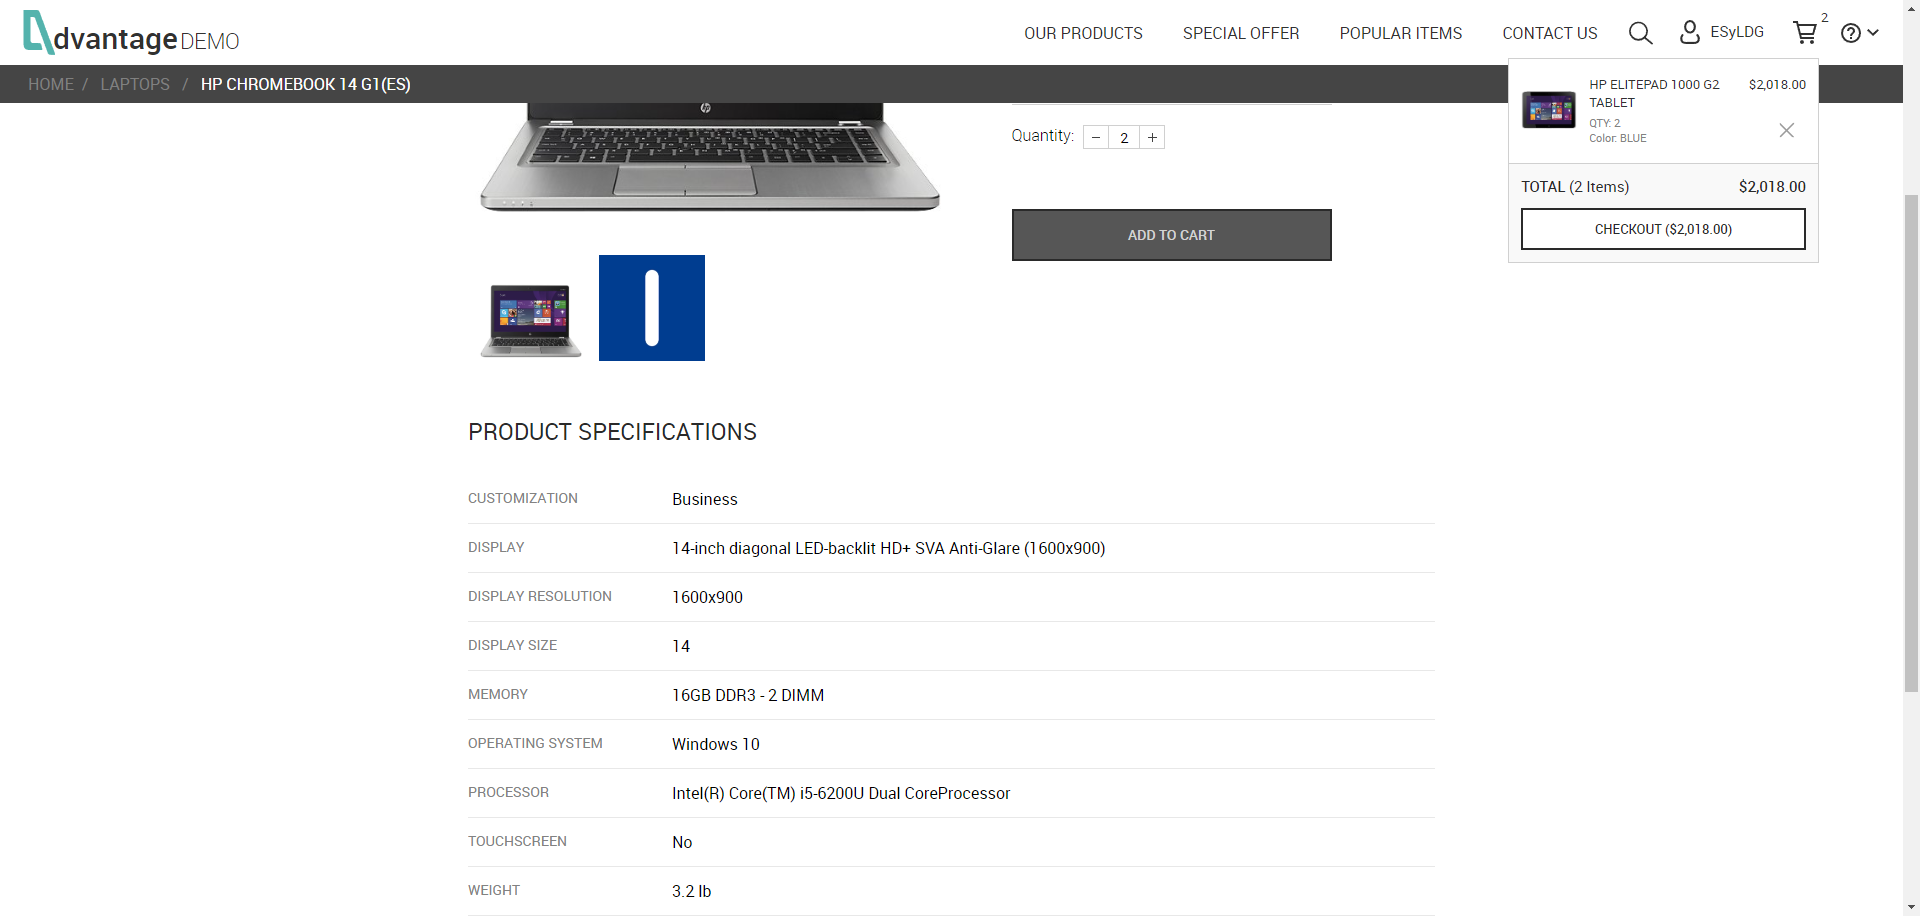 dvantage DEMO
OUR PRODUCTS SPECIAL OFFER POPULAR ITEMS CONTACT US ESyLDG 2
HOME / LAPTOPS / HP CHROMEBOOK 14 G1(ES)
HP ELITEPAD 1000 G2 TABLET $2,018.00
QTY: 2
Color: BLUE
TOTAL (2 Items) $2,018.00
CHECKOUT ($2,018.00)
Quantity: − 2 +
ADD TO CART
PRODUCT SPECIFICATIONS
CUSTOMIZATION Business
DISPLAY 14-inch diagonal LED-backlit HD+ SVA Anti-Glare (1600x900)
DISPLAY RESOLUTION 1600x900
DISPLAY SIZE 14
MEMORY 16GB DDR3 - 2 DIMM
OPERATING SYSTEM Windows 10
PROCESSOR Intel(R) Core(TM) i5-6200U Dual CoreProcessor
TOUCHSCREEN No
WEIGHT 3.2 lb